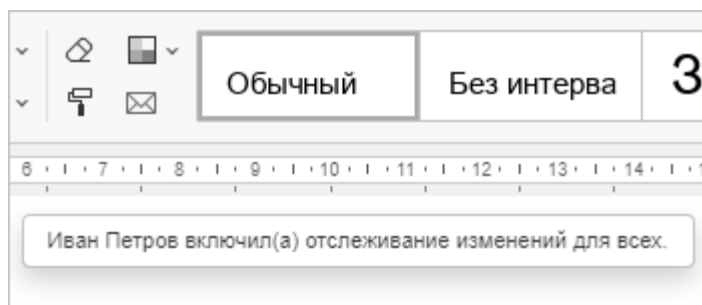 Обычный
Без интерва
З
6 7 8 9 10 11 12 13 14
Иван Петров включил(а) отслеживание изменений для всех.